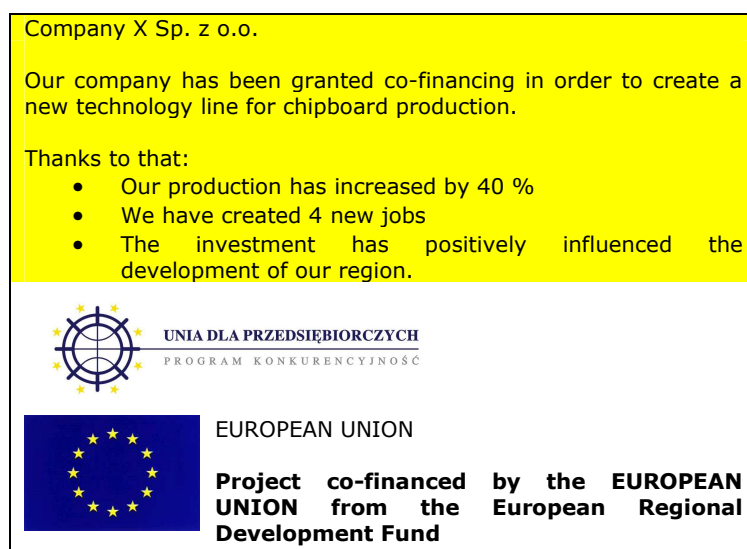 Company X Sp. z o.o.
Our company has been granted co-financing in order to create a
new technology line for chipboard production.
Thanks to that:
• Our production has increased by 40 %
• We have created 4 new jobs
• The investment has positively influenced the
development of our region.
UNIA DLA PRZEDSIĘBIORCZYCH
PROGRAM KONKURENCYJNOŚĆ
EUROPEAN UNION
Project co-financed by the EUROPEAN
UNION from the European Regional
Development Fund